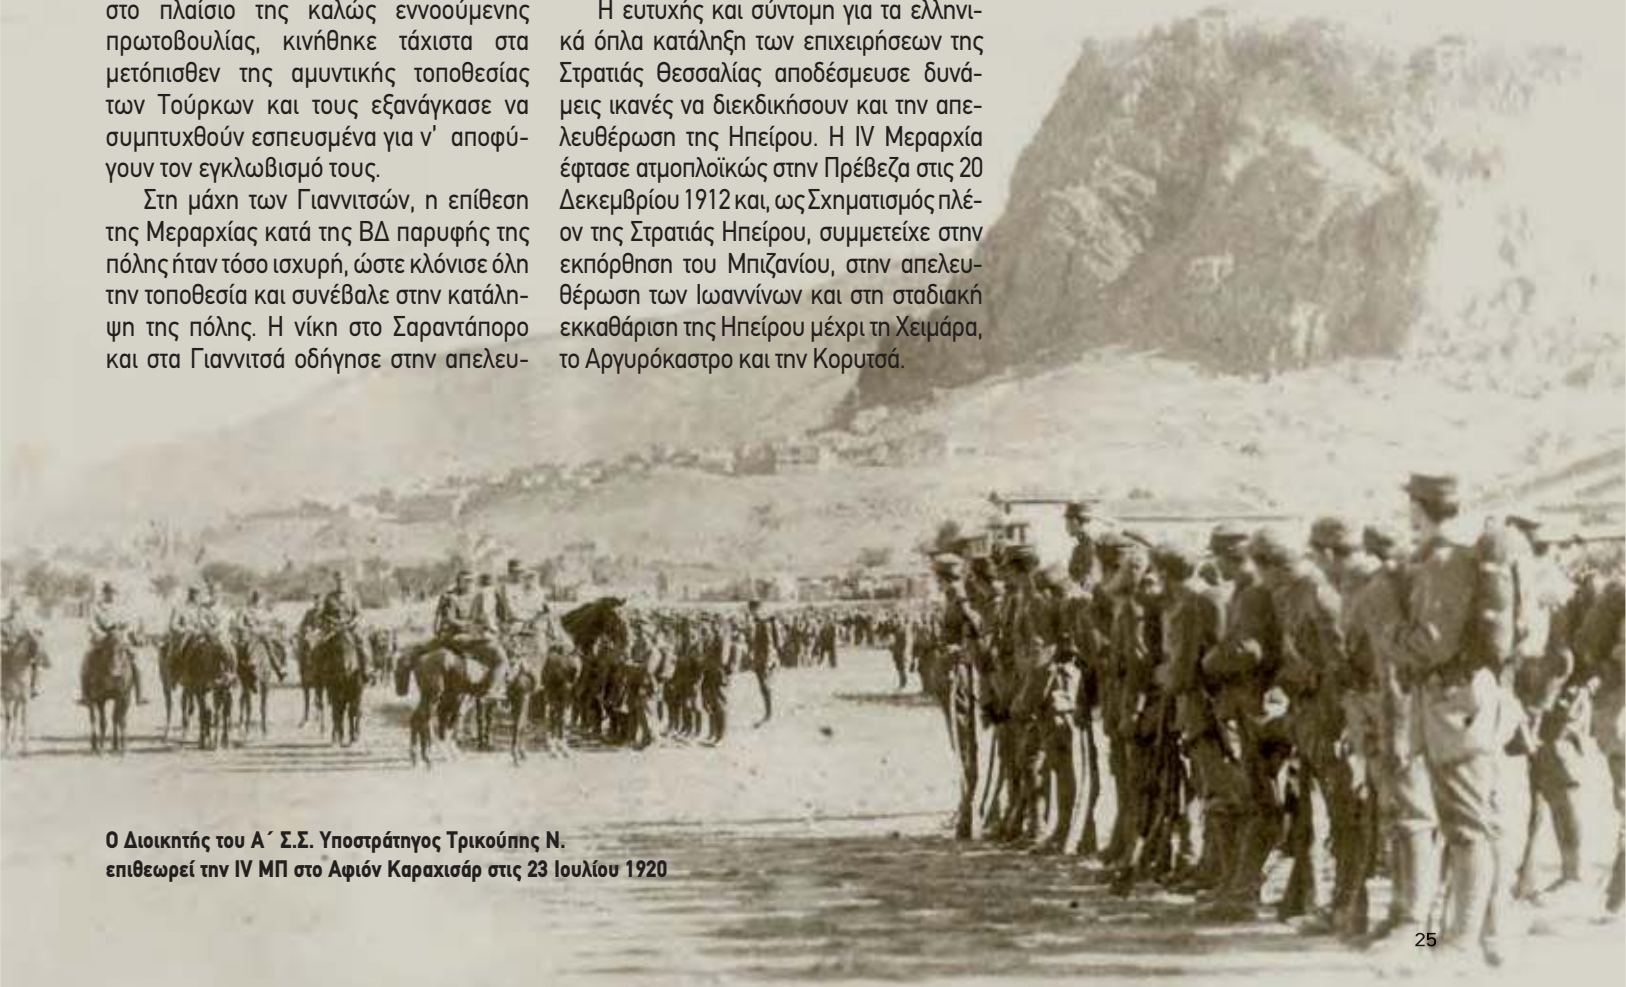 στο πλαίσιο της καλώς εννοούμενης
πρωτοβουλίας, κινήθηκε τάχιστα στα
μετόπισθεν της αμυντικής τοποθεσίας
των Τούρκων και τους εξανάγκασε να
συμπτυχθούν εσπευσμένα για ν' αποφύ-
γουν τον εγκλωβισμό τους.
Στη μάχη των Γιαννιτσών, η επίθεση
της Μεραρχίας κατά της ΒΔ παρυφής της
πόλης ήταν τόσο ισχυρή, ώστε κλόνισε όλη
την τοποθεσία και συνέβαλε στην κατάλη-
ψη της πόλης. Η νίκη στο Σαραντάπορο
και στα Γιαννιτσά οδήγησε στην απελευ-
Η ευτυχής και σύντομη για τα ελληνι-
κά όπλα κατάληξη των επιχειρήσεων της
Στρατιάς Θεσσαλίας αποδέσμευσε δυνά-
μεις ικανές να διεκδικήσουν και την απε-
λευθέρωση της Ηπείρου. Η IV Μεραρχία
έφτασε ατμοπλοϊκώς στην Πρέβεζα στις 20
Δεκεμβρίου 1912 και, ως Σχηματισμός πλέ-
ον της Στρατιάς Ηπείρου, συμμετείχε στην
εκπόρθηση του Μπιζανίου, στην απελευ-
θέρωση των Ιωαννίνων και στη σταδιακή
εκκαθάριση της Ηπείρου μέχρι τη Χειμάρα,
το Αργυρόκαστρο και την Κορυτσά.
Ο Διοικητής του Α΄ Σ.Σ. Υποστράτηγος Τρικούπης Ν.
επιθεωρεί την IV ΜΠ στο Αφιόν Καραχισάρ στις 23 Ιουλίου 1920
25